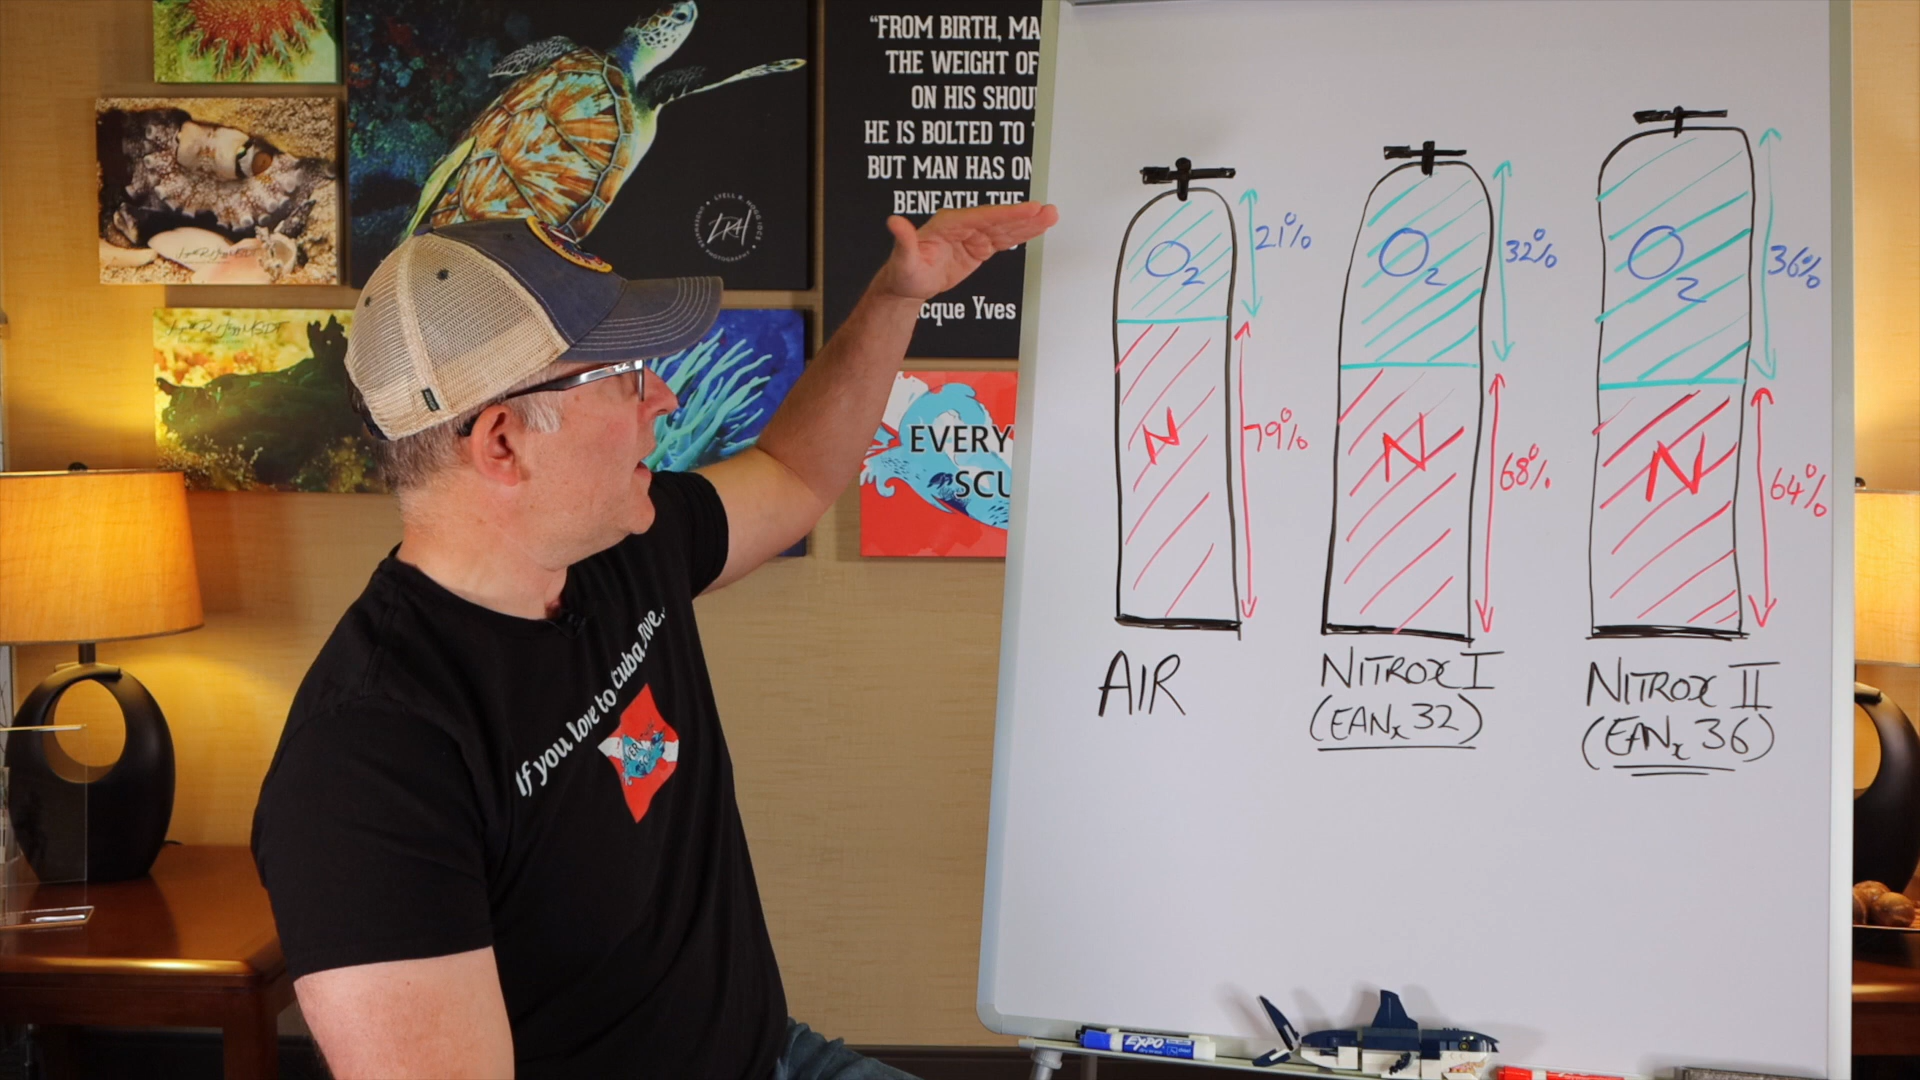 “FROM BIRTH, MA
THE WEIGHT OF
ON HIS SHOU
HE IS BOLTED TO
BUT MAN HAS ON
BENEATH THE
cque Yves
EVERY
SCU
If you love to scuba dive..
O2
21%
N
79%
AIR
O2
32%
N
68%
NITROX I
(EANx 32)
O2
36%
N
64%
NITROX II
(EANx 36)
EXPO